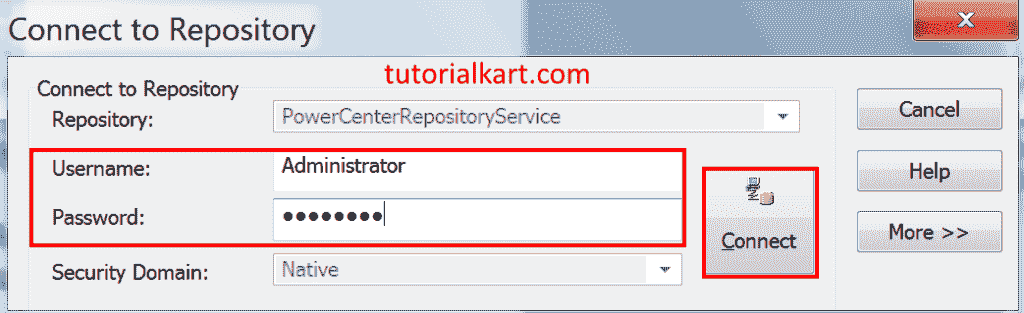 Connect to Repository
tutorialkart.com
Connect to Repository
Repository: PowerCenterRepositoryService
Cancel
Username: Administrator
Help
Password: ●●●●●●●●
Connect
More >>
Security Domain: Native